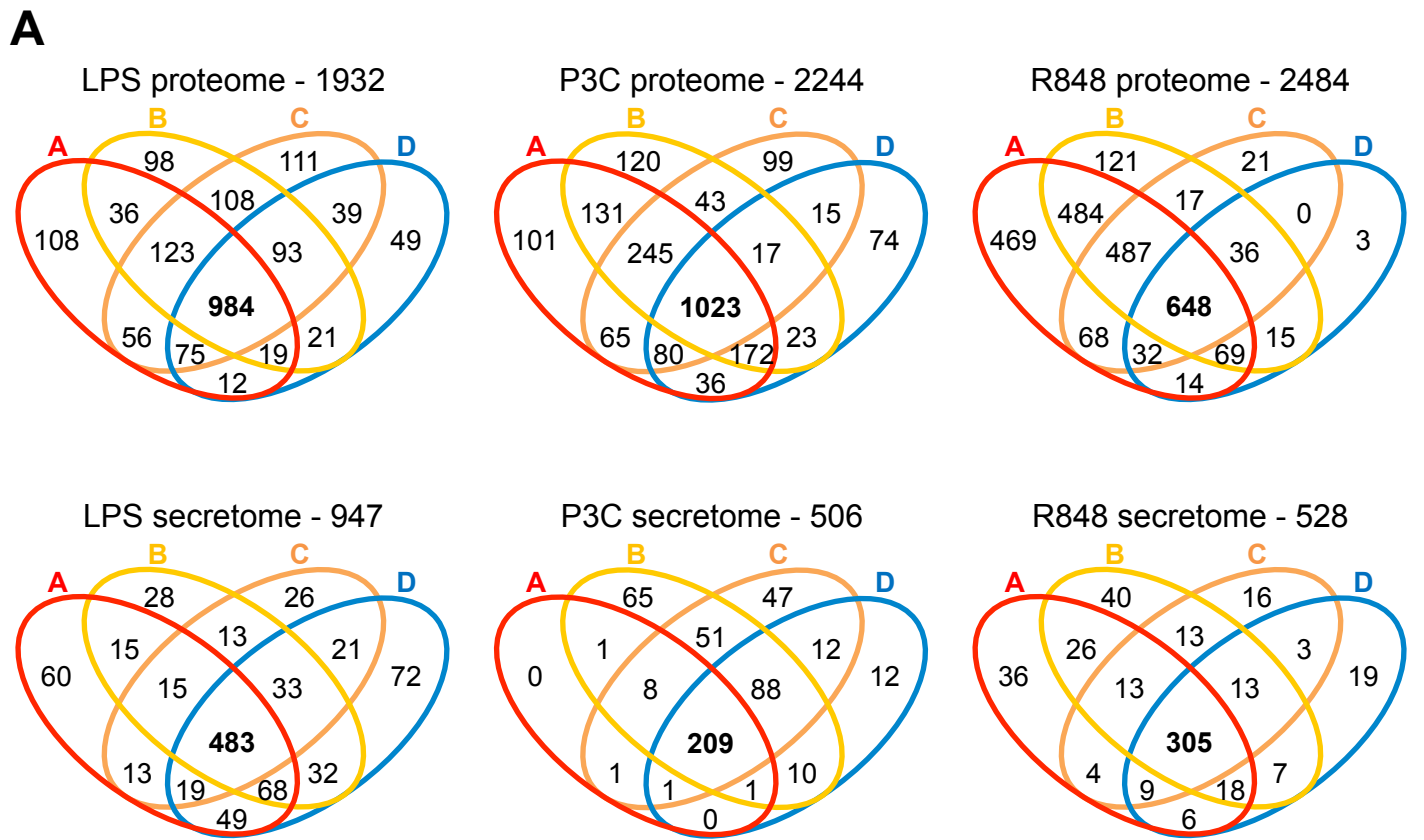 A
LPS proteome - 1932
A
B
C
D
98
111
108
36
108
39
49
123
93
984
56
75
19
21
12
P3C proteome - 2244
A
B
C
D
120
99
101
131
43
15
74
245
17
1023
65
80
172
23
36
R848 proteome - 2484
A
B
C
D
121
21
469
484
17
0
3
487
36
648
68
32
69
15
14
LPS secretome - 947
A
B
C
D
28
26
60
15
13
21
72
15
33
483
13
19
68
32
49
P3C secretome - 506
A
B
C
D
65
47
0
1
51
12
12
8
88
209
1
1
1
10
0
R848 secretome - 528
A
B
C
D
40
16
36
26
13
3
19
13
13
305
4
9
18
7
6